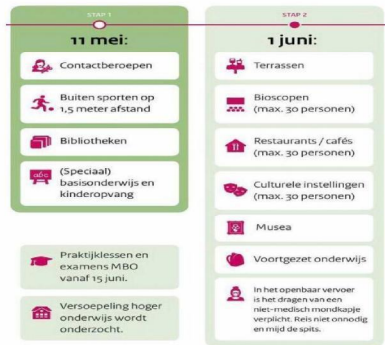 STAP 1
11 mei:
Contactberoepen
Buiten sporten op
1,5 meter afstand
Bibliotheken
abc
(Speciaal)
basisonderwijs en
kinderopvang
Praktijklessen en
examens MBO
vanaf 15 juni.
Versoepeling hoger
onderwijs wordt
onderzocht.
STAP 2
1 juni:
Terrassen
Bioscopen
(max. 30 personen)
Restaurants / cafés
(max. 30 personen)
Culturele instellingen
(max. 30 personen)
Musea
Voortgezet onderwijs
In het openbaar vervoer
is het dragen van een
niet-medisch mondkapje
verplicht. Reis niet onnodig
en mijd de spits.